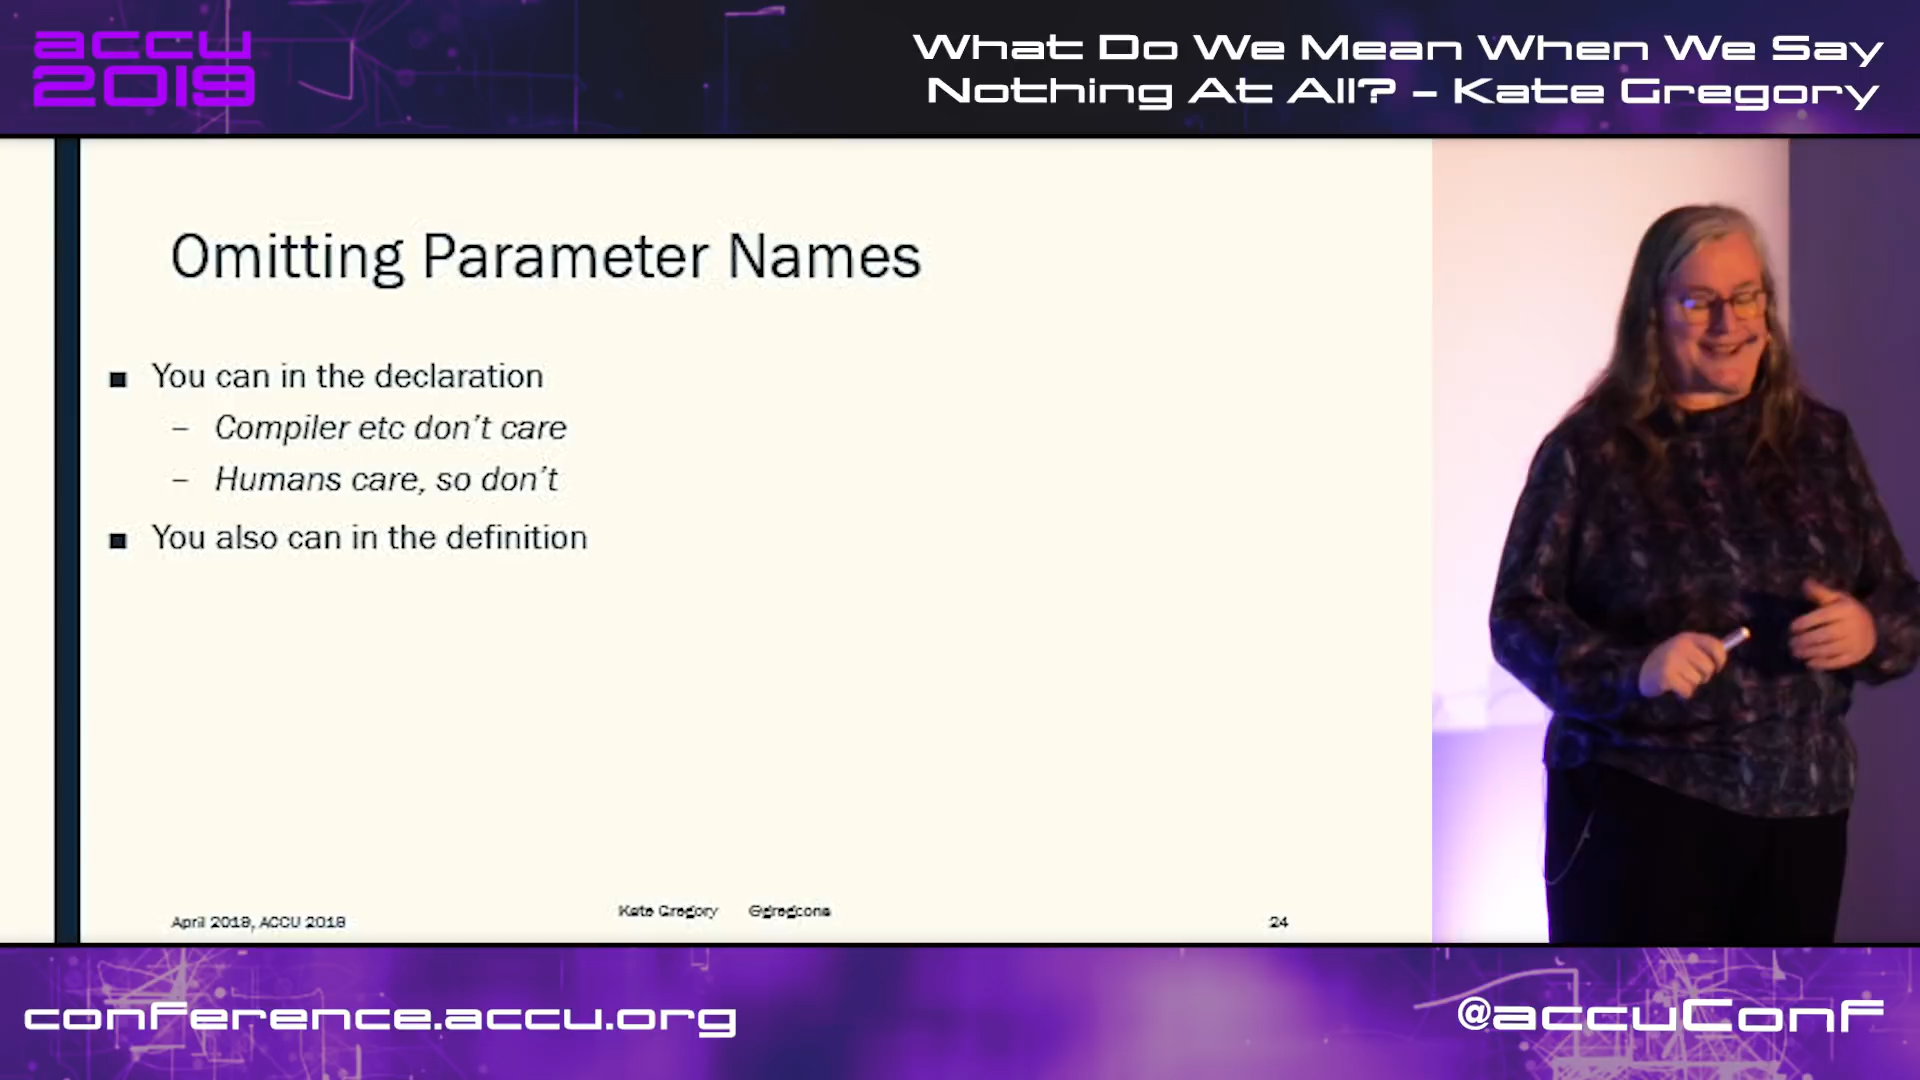 accu
2019
What Do We Mean When We Say
Nothing At All? - Kate Gregory
Omitting Parameter Names
■ You can in the declaration
– Compiler etc don't care
– Humans care, so don't
■ You also can in the definition
April 2019, ACCU 2019
Kate Gregory @gregcons
24
conference.accu.org
@accuConf